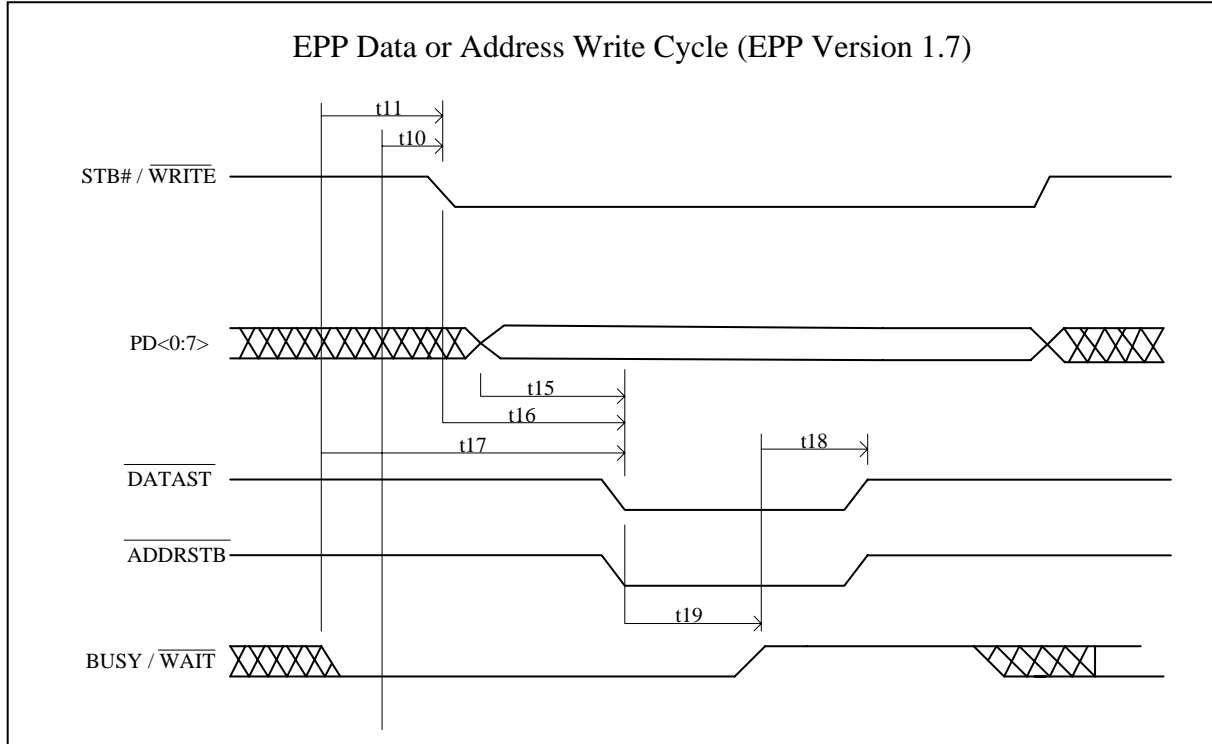 EPP Data or Address Write Cycle (EPP Version 1.7)
t11
t10
STB# / WRITE
PD<0:7>
t15
t16
t18
t17
DATAST
ADDRSTB
t19
BUSY / WAIT